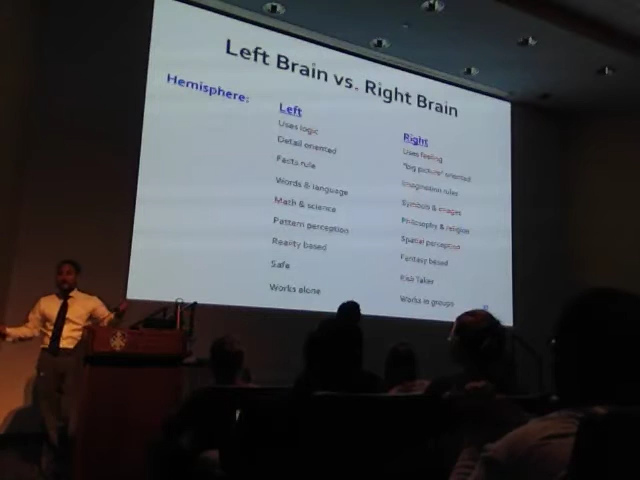 Left Brain vs. Right Brain
Hemisphere:
Left
Uses logic
Detail oriented
Facts rule
Words & language
Math & science
Pattern perception
Reality based
Safe
Works alone
Right
Uses feeling
"big picture" oriented
Imagination rules
Symbols & images
Philosophy & religion
Spatial perception
Fantasy based
Risk Taker
Works in groups